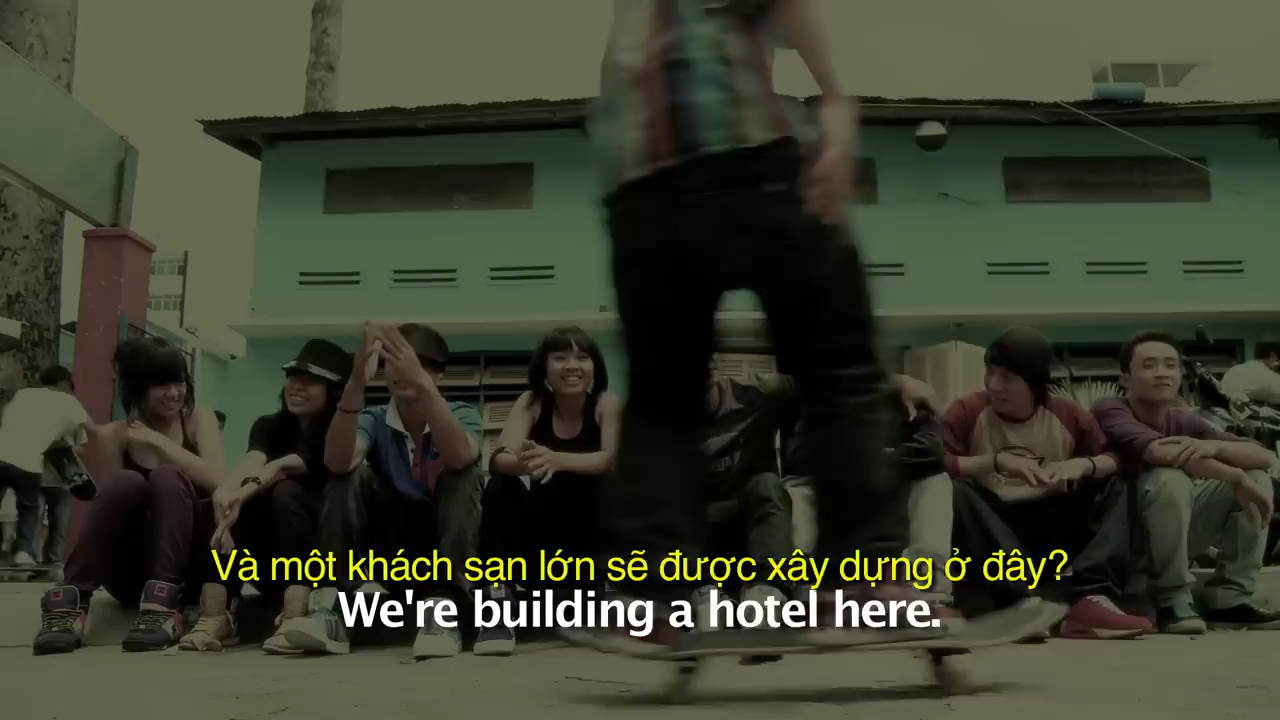 Và một khách sạn lớn sẽ được xây dựng ở đây?
We're building a hotel here.